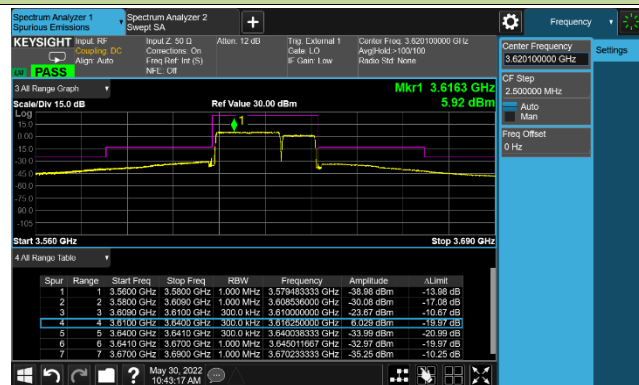 Spectrum Analyzer 1
Spurious Emissions
Spectrum Analyzer 2
Swept SA
Frequency
KEYSIGHT
Input: RF
Coupling: DC
Align: Auto
Input Z: 50 Ω
Corrections: On
Freq Ref: Int (S)
NFE: Off
Atten: 12 dB
Trig: External 1
Gate: LO
IF Gain: Low
Center Freq: 3.620100000 GHz
Avg|Hold:>100/100
Radio Std: None
PASS
Center Frequency
3.620100000 GHz
Settings
CF Step
2.600000 MHz
Auto
Man
Freq Offset
0 Hz
3 All Range Graph
Mkr1 3.6163 GHz
5.92 dBm
Scale/Div 15.0 dB
Ref Value 30.00 dBm
Log
15.0
0.00
-15.0
-30.0
-45.0
-60.0
-75.0
-90.0
-105
1
Start 3.560 GHz
Stop 3.690 GHz
4 All Range Table
Spur Range Start Freq Stop Freq RBW Frequency Amplitude ΔLimit
1 1 3.5600 GHz 3.5800 GHz 1.000 MHz 3.579483333 GHz -38.98 dBm -13.98 dB
2 2 3.5800 GHz 3.6090 GHz 1.000 MHz 3.608536000 GHz -30.08 dBm -17.08 dB
3 3 3.6090 GHz 3.6100 GHz 300.0 kHz 3.610000000 GHz -23.67 dBm -10.67 dB
4 4 3.6100 GHz 3.6400 GHz 300.0 kHz 3.616250000 GHz 6.029 dBm -19.97 dB
5 5 3.6400 GHz 3.6410 GHz 300.0 kHz 3.640038333 GHz -33.99 dBm -20.99 dB
6 6 3.6410 GHz 3.6700 GHz 1.000 MHz 3.645011667 GHz -32.97 dBm -19.97 dB
7 7 3.6700 GHz 3.6900 GHz 1.000 MHz 3.670233333 GHz -35.25 dBm -10.25 dB
May 30, 2022
10:43:17 AM